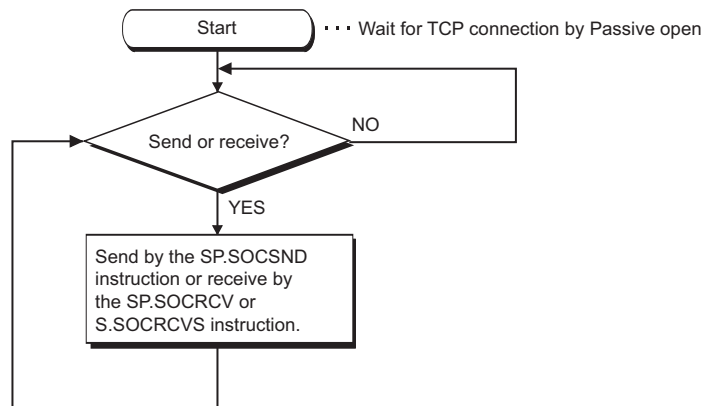 Start
··· Wait for TCP connection by Passive open
Send or receive?
NO
YES
Send by the SP.SOCSND
instruction or receive by
the SP.SOCRCV or
S.SOCRCVS instruction.